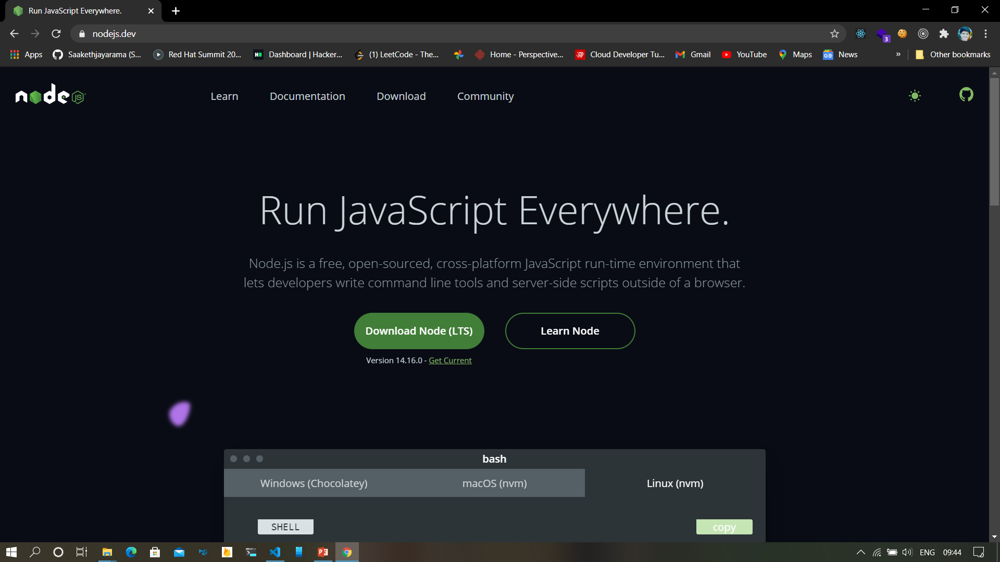 Run JavaScript Everywhere.
nodejs.dev
3
Apps
Saakethjayarama (S...
Red Hat Summit 20...
Dashboard | Hacker...
(1) LeetCode - The...
Home - Perspective...
Cloud Developer Tu...
Gmail
YouTube
Maps
News
»
Other bookmarks
node JS
Learn
Documentation
Download
Community
Run JavaScript Everywhere.
Node.js is a free, open-sourced, cross-platform JavaScript run-time environment that
lets developers write command line tools and server-side scripts outside of a browser.
Download Node (LTS)
Learn Node
Version 14.16.0 - Get Current
bash
Windows (Chocolatey)
macOS (nvm)
Linux (nvm)
SHELL
copy
ENG
09:44